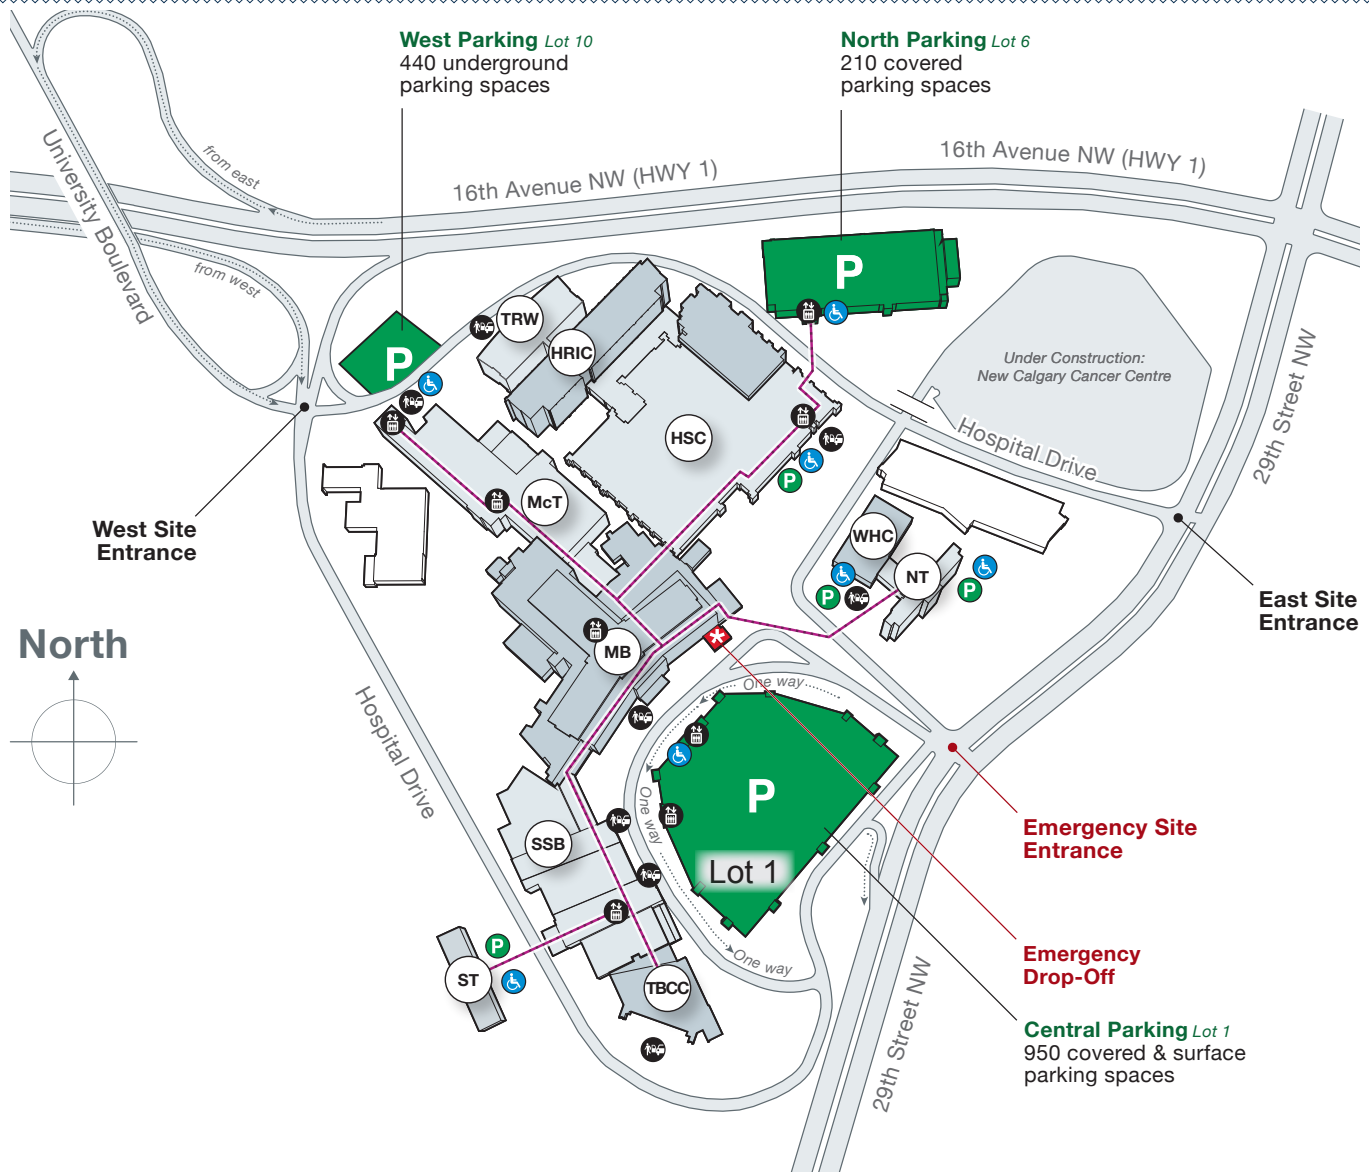 West Parking Lot 10
440 underground
parking spaces
North Parking Lot 6
210 covered
parking spaces
University Boulevard
from east
from west
16th Avenue NW (HWY 1)
16th Avenue NW (HWY 1)
P
P
TRW
HRIC
HSC
McT
Under Construction:
New Calgary Cancer Centre
29th Street NW
Hospital Drive
P
West Site
Entrance
WHC
NT
P
P
East Site
Entrance
North
MB
One way
Hospital Drive
One way
P
Lot 1
SSB
Emergency Site
Entrance
P
ST
TBCC
One way
Emergency
Drop-Off
29th Street NW
Central Parking Lot 1
950 covered & surface
parking spaces